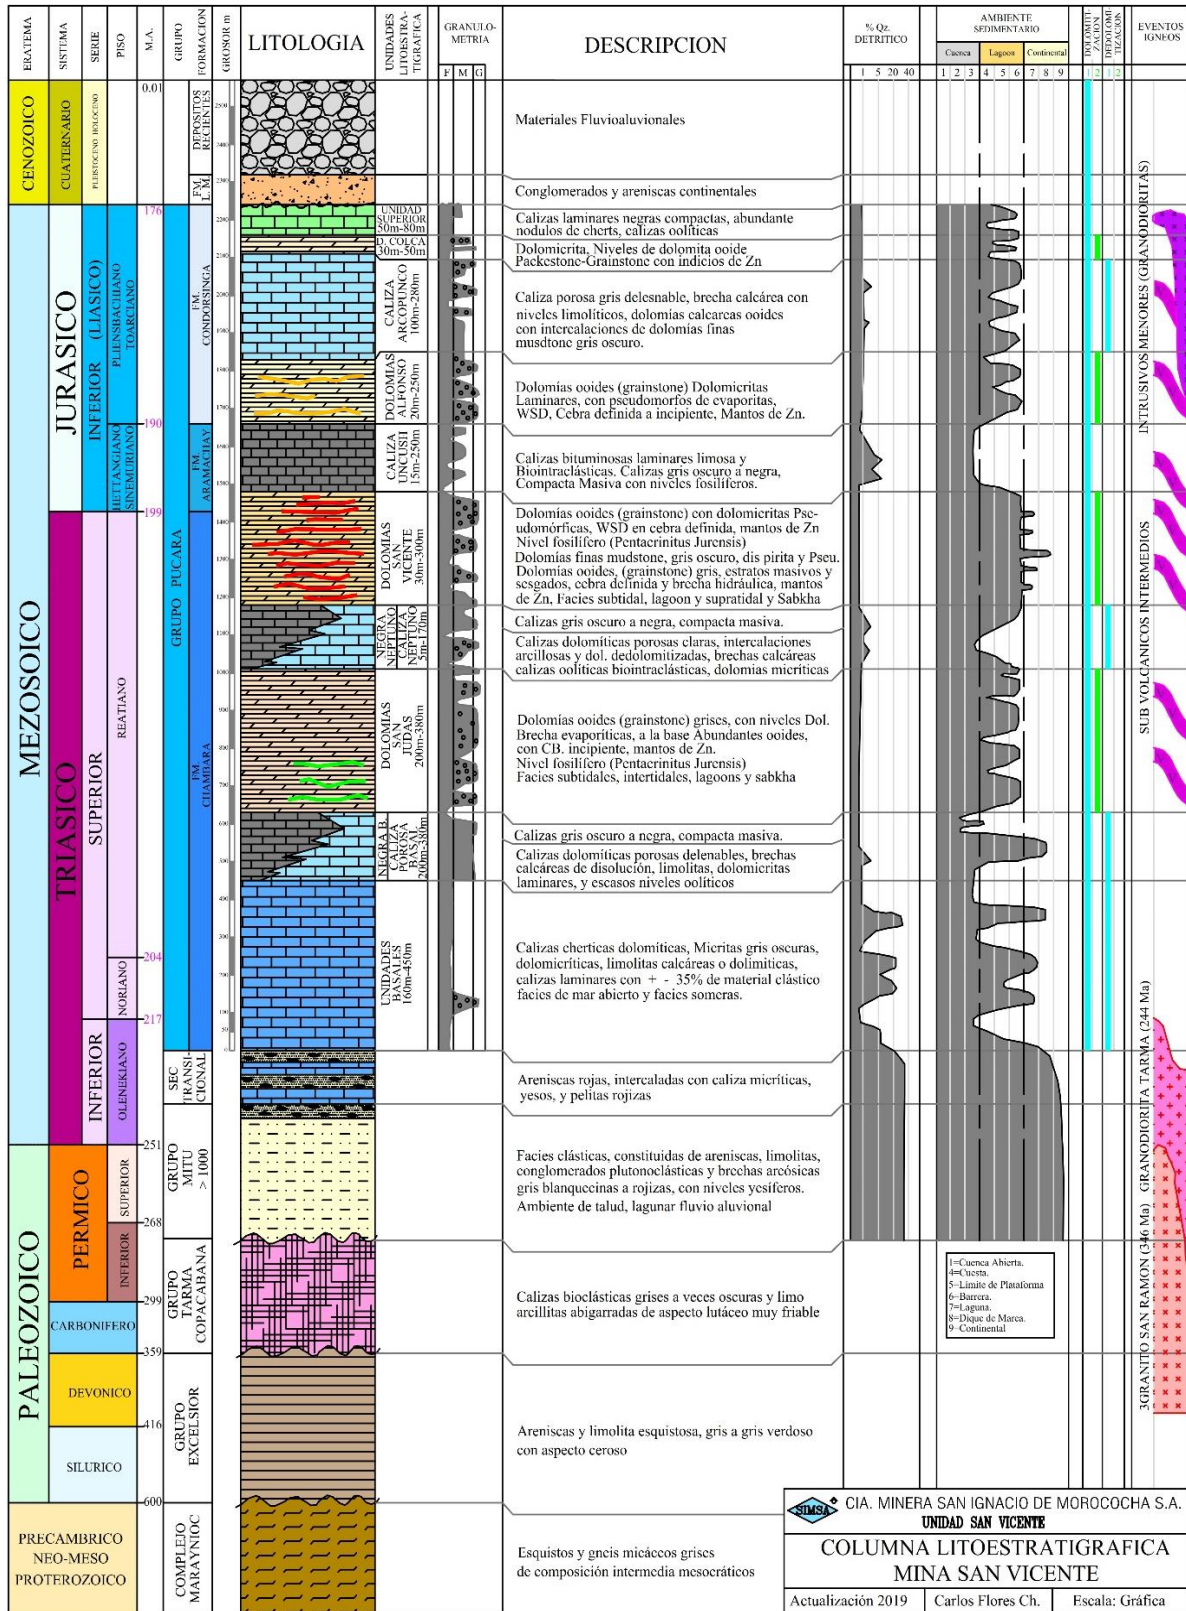 ERATEMA
SISTEMA
SERIE
PISO
M.A.
GRUPO
FORMACION
GROSOR m
LITOLOGIA
UNIDADES
LITOESTRA-
TIGRAFICA
GRANULO-
METRIA
F M G
DESCRIPCION
% Qz.
DETRITICO
1 5 20 40
AMBIENTE
SEDIMENTARIO
Cuenca
Lagoon
Continental
1 2 3 4 5 6 7 8 9
DOLOMITI-
ZACION
DEDOLOMI-
TIZACION
1 2 1 2
EVENTOS
IGNEOS
CENOZOICO
CUATERNARIO
PLEISTOCENO HOLOCENO
0.01
DEPOSITOS
RECIENTES
Materiales Fluvioaluvionales
FM.
L. M.
Conglomerados y areniscas continentales
MEZOSOICO
JURASICO
INFERIOR (LIASICO)
PLIENSBACHIANO
TOARCIANO
HETTANGIANO
SINEMURIANO
176
190
199
GRUPO PUCARA
FM.
CONDORSINGA
FM.
ARAMACHAY
FM.
CHAMBARA
UNIDAD
SUPERIOR
50m-80m
Calizas laminares negras compactas, abundante
nodulos de cherts, calizas oolíticas
D. COLCA
30m-50m
Dolomicrita, Niveles de dolomita ooide
Packestone-Grainstone con indicios de Zn
CALIZA
ARCOPUNCO
100m-280m
Caliza porosa gris delesnable, brecha calcárea con
niveles limolíticos, dolomías calcareas ooides
con intercalaciones de dolomías finas
musdtone gris oscuro.
DOLOMIAS
ALFONSO
20m-250m
Dolomías ooides (grainstone) Dolomicritas
Laminares, con pseudomorfos de evaporitas,
WSD, Cebra definida a incipiente, Mantos de Zn.
CALIZA
UNCUSH
15m-250m
Calizas bituminosas laminares limosa y
Biointraclásticas. Calizas gris oscuro a negra,
Compacta Masiva con niveles fosilíferos.
DOLOMIAS
SAN
VICENTE
30m-300m
Dolomías ooides (grainstone) con dolomicritas Pse-
udomórficas, WSD en cebra definida, mantos de Zn
Nivel fosilífero (Pentacrinitus Jurensis)
Dolomías finas mudstone, gris oscuro, dis pirita y Pseu.
Dolomías ooides, (grainstone) gris, estratos masivos y
sesgados, cebra definida y brecha hidráulica, mantos
de Zn, Facies subtidal, lagoon y supratidal y Sabkha
NEGRA
NEPTUNO
CALIZA
NEPTUNO
5m-170m
Calizas gris oscuro a negra, compacta masiva.
Calizas dolomíticas porosas claras, intercalaciones
arcillosas y dol. dedolomitizadas, brechas calcáreas
calizas oolíticas biointraclásticas, dolomías micríticas
TRIASICO
SUPERIOR
REATIANO
NORIANO
204
217
DOLOMIAS
SAN
JUDAS
200m-380m
Dolomías ooides (grainstone) grises, con niveles Dol.
Brecha evaporíticas, a la base Abundantes ooides,
con CB. incipiente, mantos de Zn.
Nivel fosilífero (Pentacrinitus Jurensis)
Facies subtidales, intertidales, lagoons y sabkha
NEGRA B.
CALIZA
POROSA
BASAL
200m-380m
Calizas gris oscuro a negra, compacta masiva.
Calizas dolomíticas porosas delenables, brechas
calcáreas de disolución, limolitas, dolomicritas
laminares, y escasos niveles oolíticos
UNIDADES
BASALES
160m-450m
Calizas cherticas dolomíticas, Micritas gris oscuras,
dolomicríticas, limolitas calcáreas o dolimiticas,
calizas laminares con + - 35% de material clástico
facies de mar abierto y facies someras.
INFERIOR
OLENEKIANO
SEC
TRANSI-
CIONAL
Areniscas rojas, intercaladas con caliza micríticas,
yesos, y pelitas rojizas
PALEOZOICO
PERMICO
SUPERIOR
INFERIOR
251
268
299
GRUPO
MITU
> 1000
Facies clásticas, constituidas de areniscas, limolitas,
conglomerados plutonoclásticos y brechas arcósicas
gris blanquecinas a rojizas, con niveles yesíferos.
Ambiente de talud, lagunar fluvio aluvional
CARBONIFERO
359
GRUPO
TARMA
COPACABANA
Calizas bioclásticas grises a veces oscuras y limo
arcillitas abigarradas de aspecto lutáceo muy friable
DEVONICO
416
SILURICO
600
GRUPO
EXCELSIOR
Areniscas y limolita esquistosa, gris a gris verdoso
con aspecto ceroso
PRECAMBRICO
NEO-MESO
PROTEROZOICO
COMPLEJO
MARAYNIOC
Esquistos y gneis micáceos grises
de composición intermedia mesocráticos
INTRUSIVOS MENORES (GRANODIORITAS)
SUB VOLCANICOS INTERMEDIOS
GRANODIORITA TARMA (244 Ma)
3GRANITO SAN RAMON (346 Ma)
1=Cuenca Abierta.
4=Cuesta.
5=Limite de Plataforma
6=Barrera.
7=Laguna.
8=Dique de Marea.
9=Continental
SIMSA
CIA. MINERA SAN IGNACIO DE MOROCOCHA S.A.
UNIDAD SAN VICENTE
COLUMNA LITOESTRATIGRAFICA
MINA SAN VICENTE
Actualización 2019
Carlos Flores Ch.
Escala: Gráfica